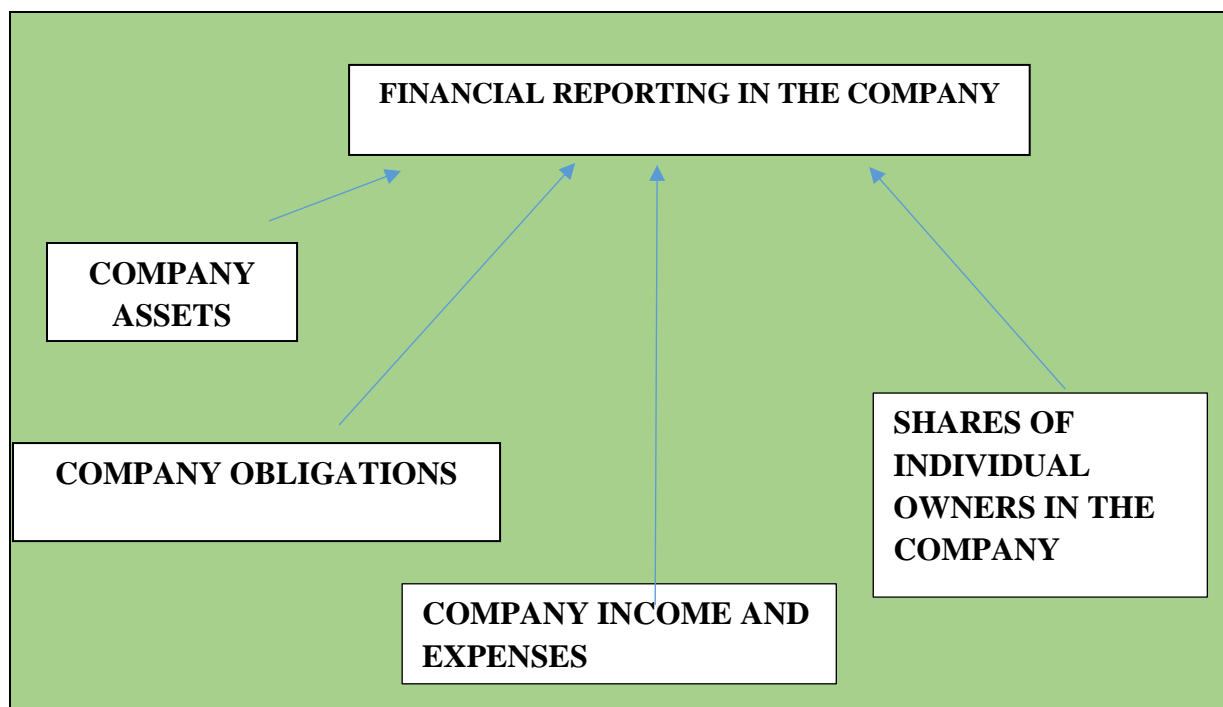 FINANCIAL REPORTING IN THE COMPANY
COMPANY
ASSETS
COMPANY OBLIGATIONS
SHARES OF
INDIVIDUAL
OWNERS IN THE
COMPANY
COMPANY INCOME AND
EXPENSES